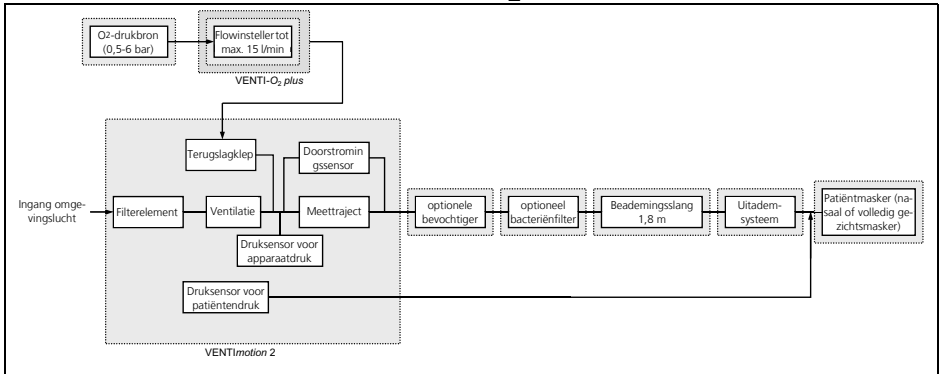 O2-drukbron
(0,5-6 bar)
Flowinsteller tot
max. 15 l/min
VENTI-O2 plus
Terugslagklep
Doorstromin
gssensor
Ingang omge-
vingslucht
Filterelement
Ventilatie
Meettraject
optionele
bevochtiger
optioneel
bacteriënfilter
Beademingsslang
1,8 m
Uitadem-
systeem
Patiëntmasker (na-
saal of volledig ge-
zichtsmasker)
Druksensor voor
apparaatdruk
Druksensor voor
patiëntendruk
VENTImotion 2